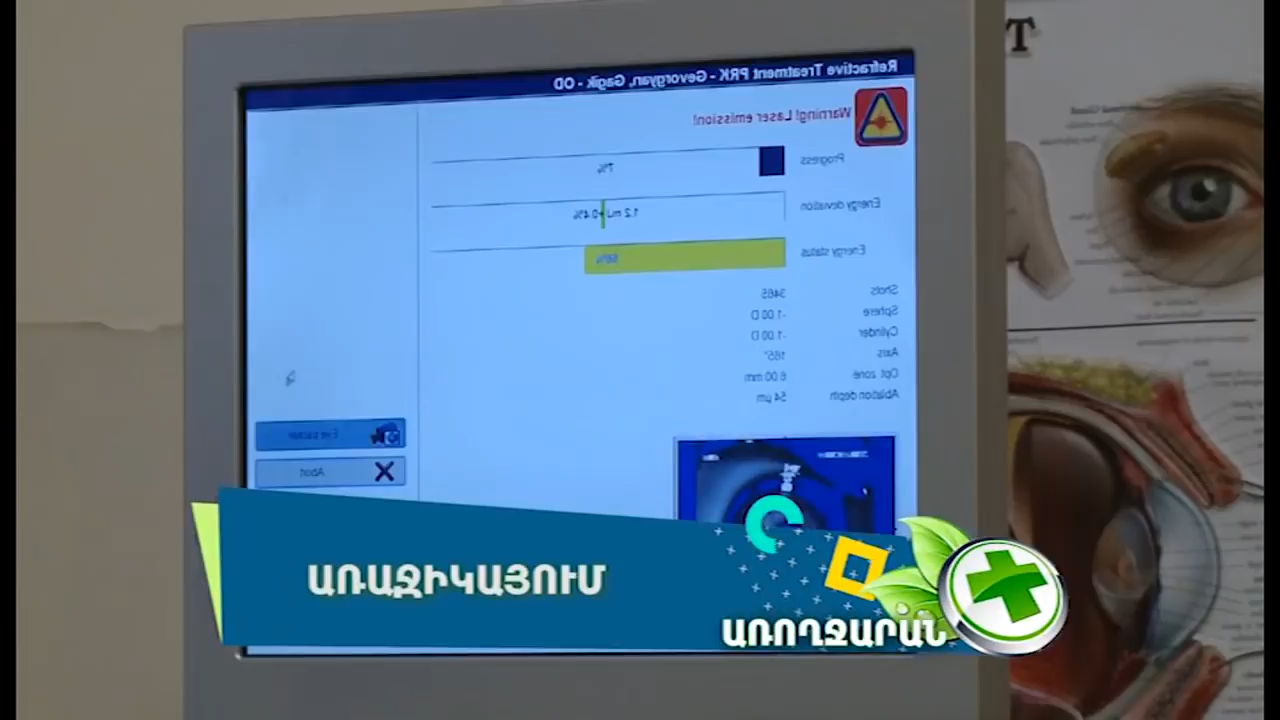 Refractive Treatment PRK - Gevorgyan, Gagik - OD
Warning! Laser emission!
Progress 7%
Energy deviation 1.2 mJ +0.4%
Energy status
Shots 3465
Sphere -1.00 D
Cylinder -1.00 D
Axis 165°
Opt. zone 6.00 mm
Ablation depth 54 µm
Abort
T
ԱՌԱՋԻԿԱՅՈՒՄ
ԱՌՈՂՋԱՐԱՆ